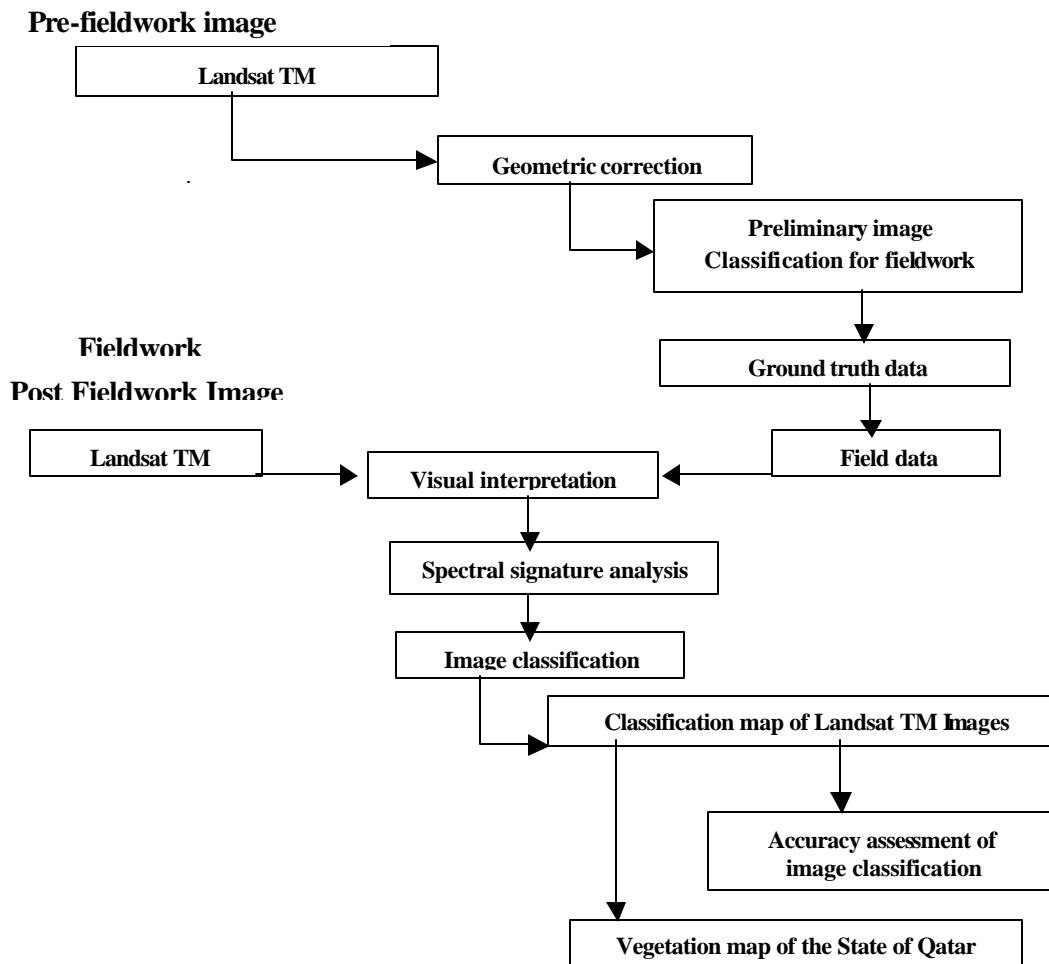 Pre-fieldwork image
Landsat TM
Geometric correction
Preliminary image
Classification for fieldwork
Fieldwork
Ground truth data
Post Fieldwork Image
Landsat TM
Field data
Visual interpretation
Spectral signature analysis
Image classification
Classification map of Landsat TM Images
Accuracy assessment of
image classification
Vegetation map of the State of Qatar